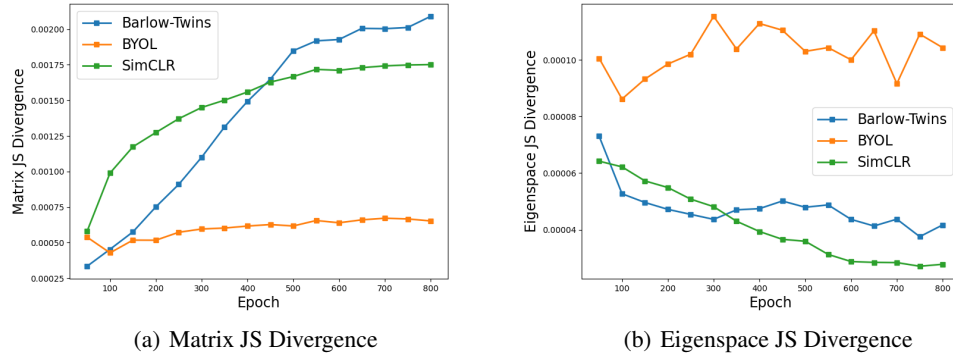 Matrix JS Divergence
0.00200
0.00175
0.00150
0.00125
0.00100
0.00075
0.00050
0.00025
Barlow-Twins
BYOL
SimCLR
100 200 300 400 500 600 700 800
Epoch
(a) Matrix JS Divergence
Eigenspace JS Divergence
0.00010
0.00008
0.00006
0.00004
Barlow-Twins
BYOL
SimCLR
100 200 300 400 500 600 700 800
Epoch
(b) Eigenspace JS Divergence